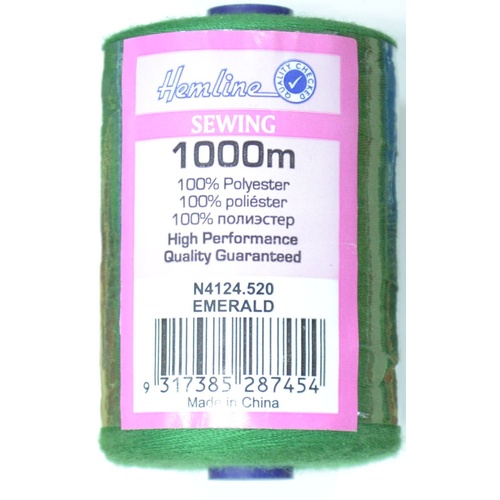 Hemline
QUALITY CHECKED
SEWING
1000m
100% Polyester
100% poliéster
100% полиэстер
High Performance
Quality Guaranteed
N4124.520
EMERALD
9 317385 287454
Made in China